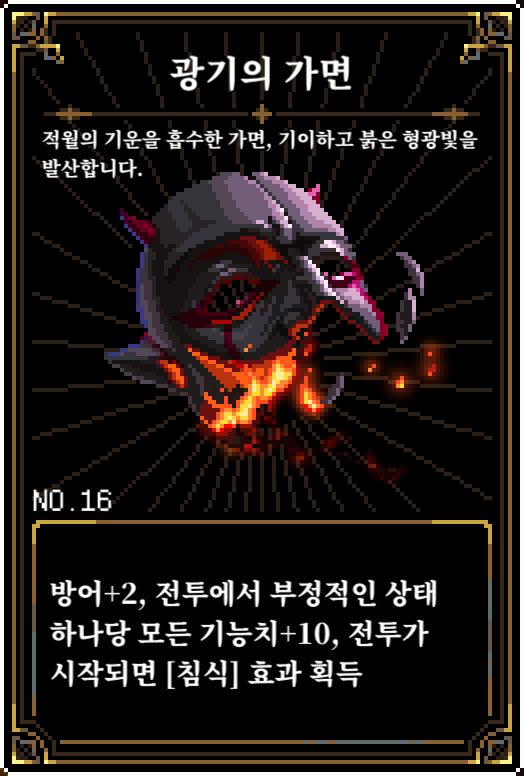 광기의 가면
적월의 기운을 흡수한 가면, 기이하고 붉은 형광빛을
발산합니다.
NO.16
방어+2, 전투에서 부정적인 상태
하나당 모든 기능치+10, 전투가
시작되면 [침식] 효과 획득